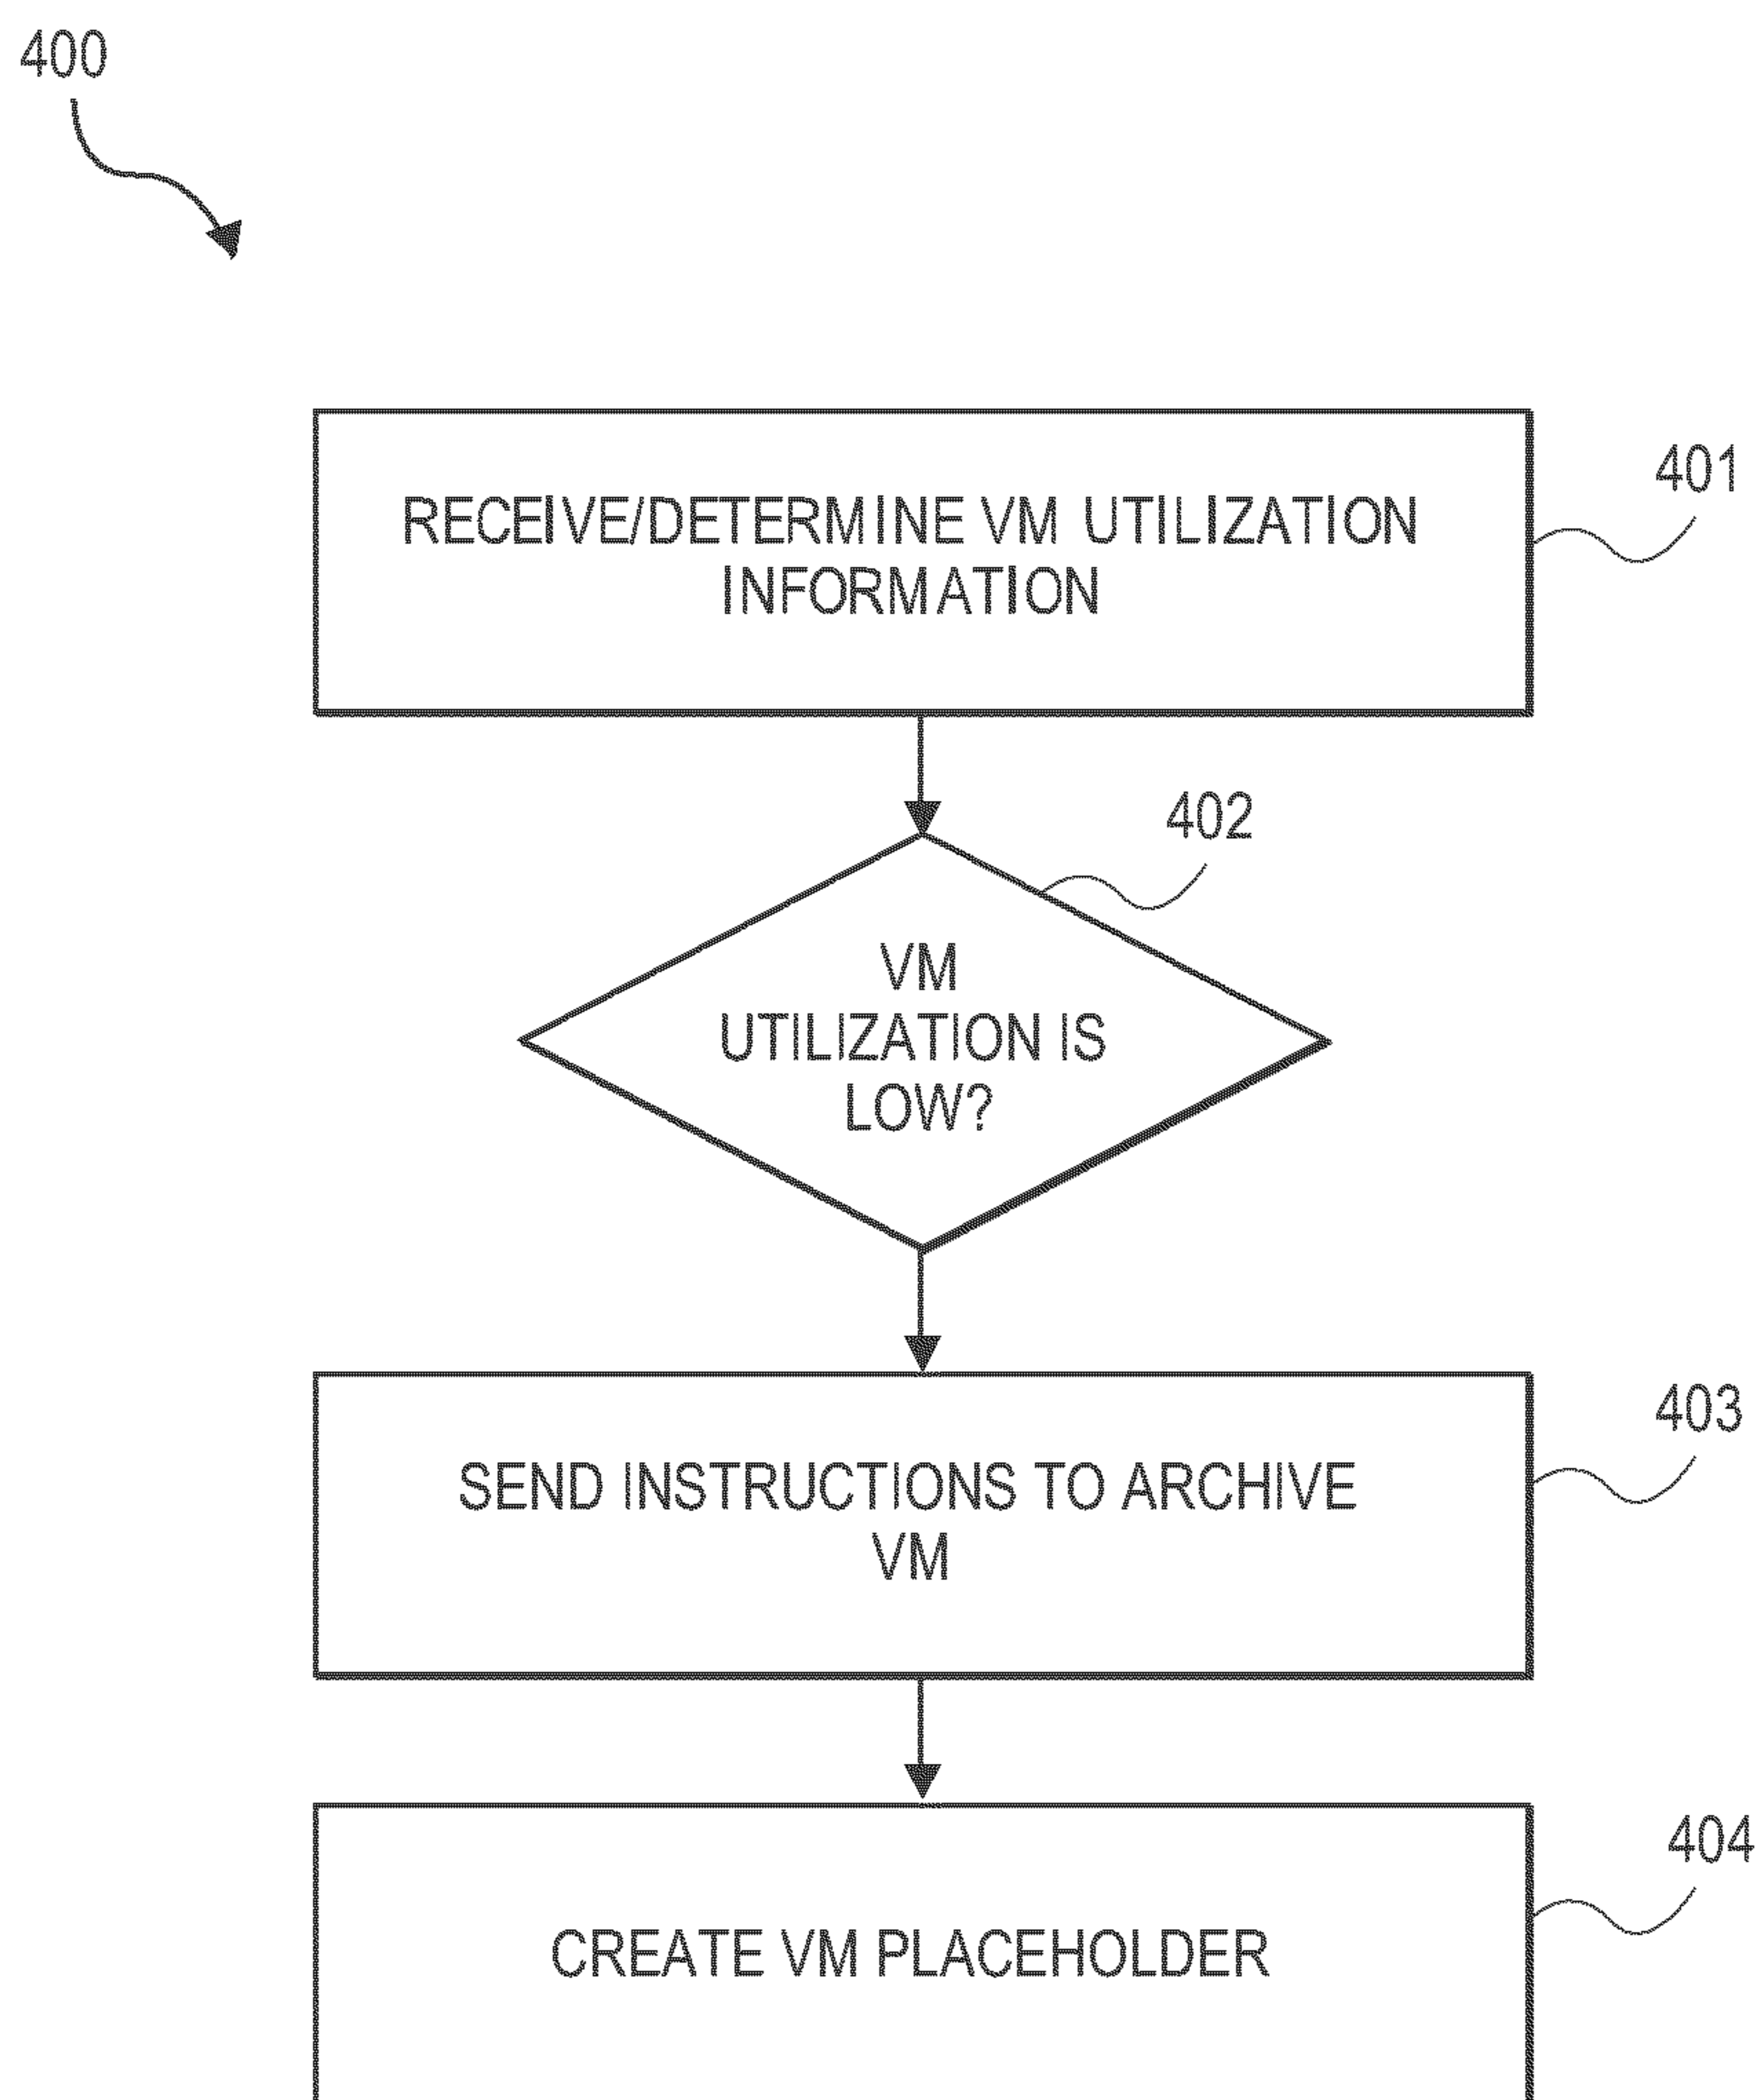 400
RECEIVE/DETERMINE VM UTILIZATION
INFORMATION
401
402
VM
UTILIZATION IS
LOW?
SEND INSTRUCTIONS TO ARCHIVE
VM
403
CREATE VM PLACEHOLDER
404